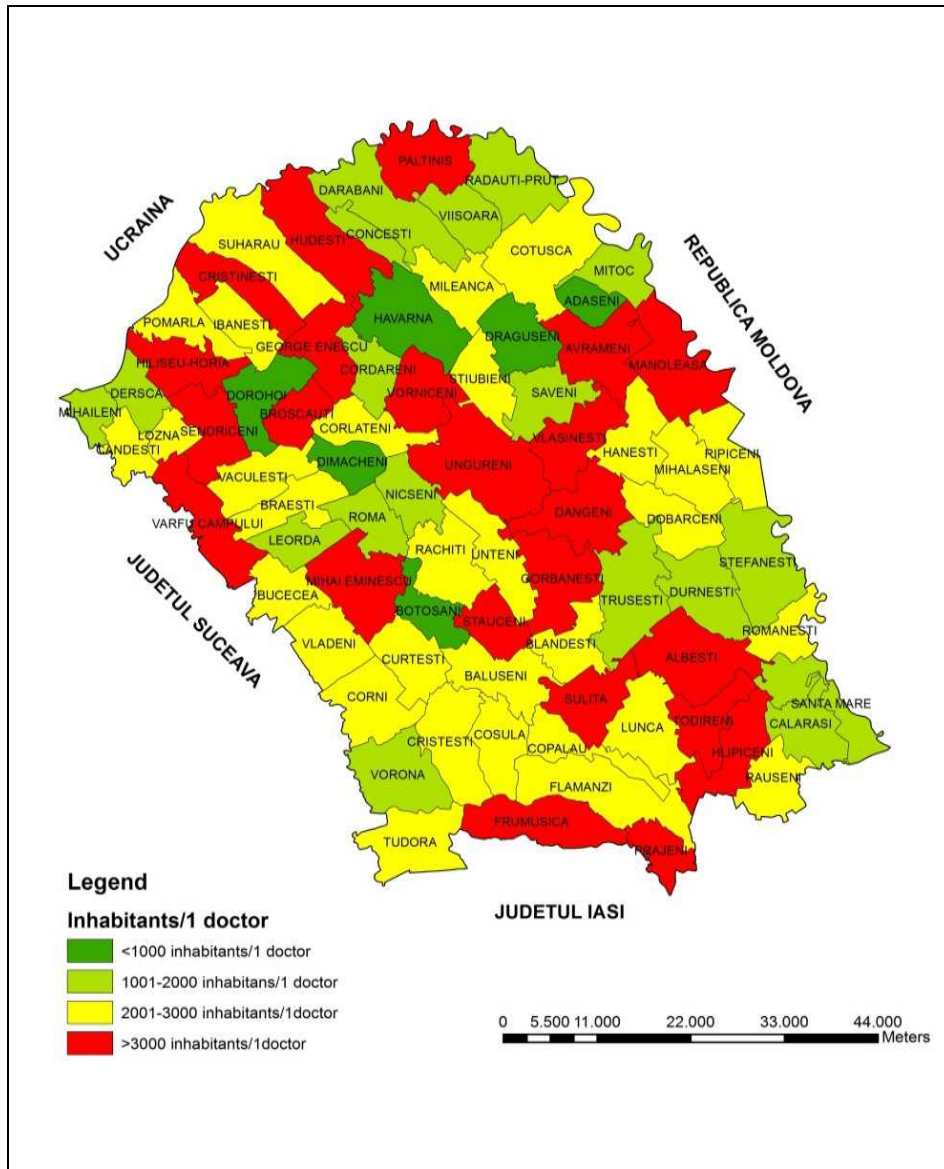 PALTINIS
RADAUTI-PRUT
DARABANI
VIISOARA
UCRAINA
CONCESTI
SUHARAU
HUDESTI
COTUSCA
REPUBLICA MOLDOVA
CRISTINESTI
MITOC
MILEANCA
ADASENI
HAVARNA
POMARLA
IBANESTI
DRAGUSENI
GEORGE ENESCU
AVRAMENI
HILISEU-HORIA
CORDARENI
MANOLEASA
STIUBIENI
DERSCA
DOROHOI
VORNICENI
SAVENI
MIHAILENI
BROSCAUTI
LOZNA
SENDRICENI
CORLATENI
VLASINESTI
CANDESTI
HANESTI
RIPICENI
DIMACHENI
UNGURENI
MIHALASENI
VACULESTI
NICSENI
BRAESTI
DANGENI
ROMA
DOBARCENI
VARFU CAMPULUI
LEORDA
RACHITI
UNTENI
STEFANESTI
MIHAI EMINESCU
GORBANESTI
DURNESTI
BUCECEA
TRUSESTI
JUDETUL SUCEAVA
BOTOSANI
STAUCENI
ROMANESTI
VLADENI
BLANDESTI
CURTESTI
ALBESTI
BALUSENI
CORNI
SULITA
SANTA MARE
LUNCA
TODIRENI
CALARASI
CRISTESTI
COSULA
COPALAU
HLIPICENI
VORONA
RAUSENI
FLAMANZI
FRUMUSICA
TUDORA
PRAJENI
JUDETUL IASI
Legend
Inhabitants/1 doctor
<1000 inhabitants/1 doctor
1001-2000 inhabitans/1 doctor
2001-3000 inhabitants/1doctor
>3000 inhabitants/1doctor
0 5.500 11.000 22.000 33.000 44.000
Meters